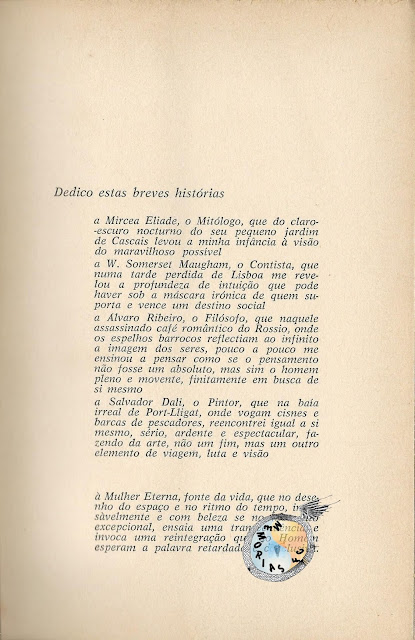 Dedico estas breves histórias
a Mircea Eliade, o Mitólogo, que do claro-
-escuro nocturno do seu pequeno jardim
de Cascais levou a minha infância à visão
do maravilhoso possível
a W. Somerset Maugham, o Contista, que
numa tarde perdida de Lisboa me reve-
lou a profundeza de intuição que pode
haver sob a máscara irónica de quem su-
porta e vence um destino social
a Alvaro Ribeiro, o Filósofo, que naquele
assassinado café romântico do Rossio, onde
os espelhos barrocos reflectiam ao infinito
a imagem dos seres, pouco a pouco me
ensinou a pensar como se o pensamento
não fosse um absoluto, mas sim o homem
pleno e movente, finitamente em busca de
si mesmo
a Salvador Dali, o Pintor, que na baía
irreal de Port-Lligat, onde vogam cisnes e
barcas de pescadores, reencontrei igual a si
mesmo, sério, ardente e espectacular, fa-
zendo da arte, não um fim, mas um outro
elemento de viagem, luta e visão
à Mulher Eterna, fonte da vida, que no dese-
nho do espaço e no ritmo do tempo,
sàvelmente e com beleza se
excepcional, ensaia uma
invoca uma reintegração
esperam a palavra retardada
MEMORIAS